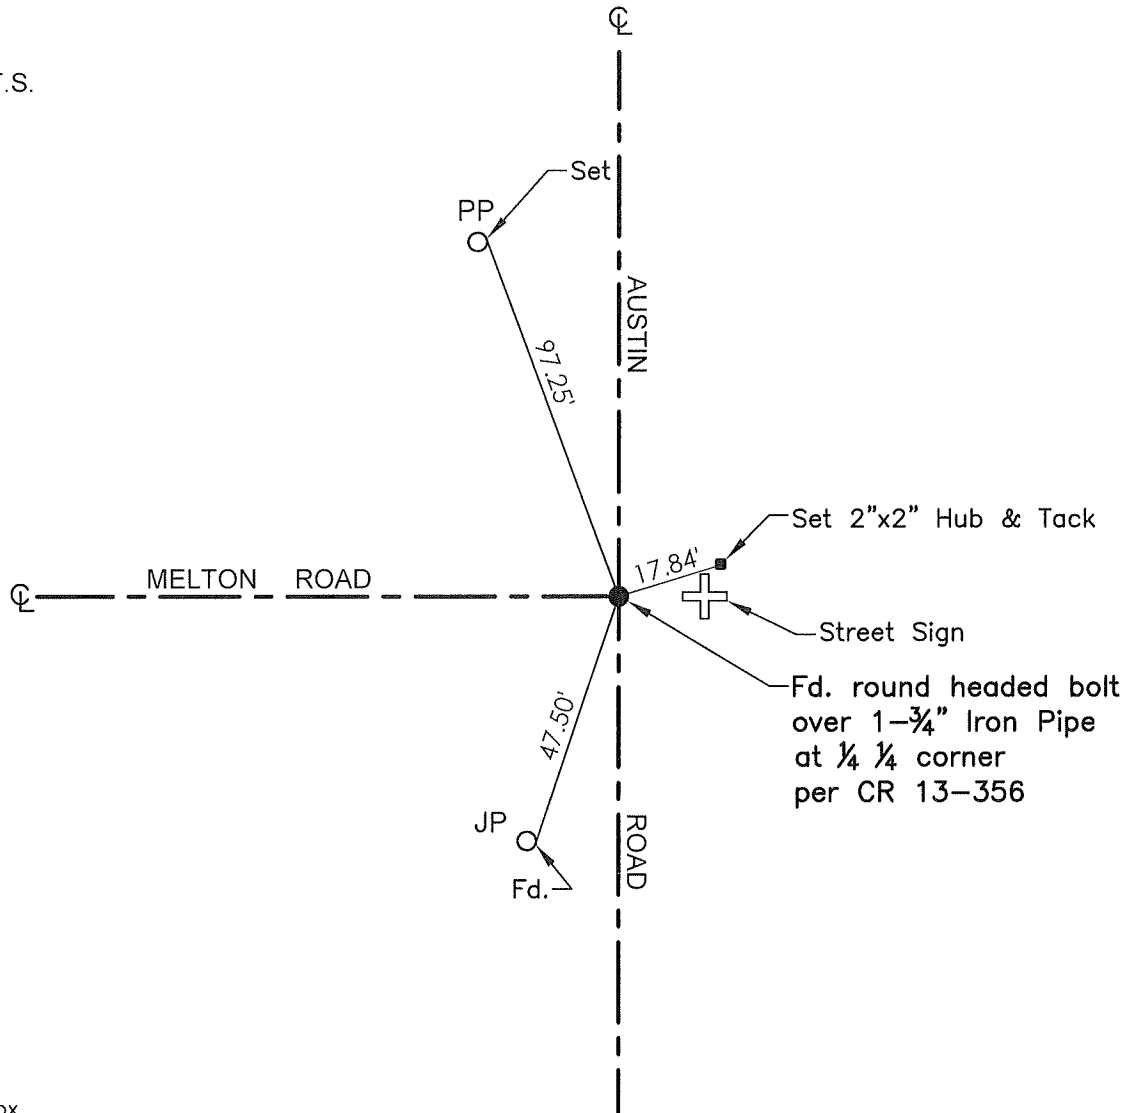 ℄
T.S.
Set
PP
AUSTIN
97.25'
Set 2"x2" Hub & Tack
17.84'
MELTON ROAD
℄
Street Sign
Fd. round headed bolt
over 1-¾" Iron Pipe
at ¼ ¼ corner
per CR 13-356
47.50'
JP
ROAD
Fd.